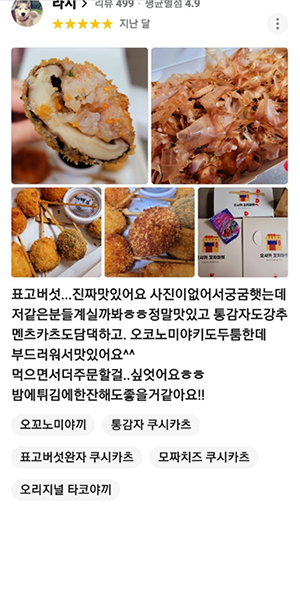 라시 >
리뷰 499 · 평균별점 4.9
지난 달
표고버섯...진짜맛있어요 사진이없어서궁굼햇는데
저같은분들계실까봐ㅎㅎ정말맛있고 통감자도강추
멘츠카츠도담댁하고. 오코노미야키도두툼한데
부드러워서맛있어요^^
먹으면서더주문할걸..싶엇어요ㅎㅎ
밤에튀김에한잔해도좋을거같아요!!
오꼬노미야끼
통감자 쿠시카츠
표고버섯완자 쿠시카츠
모짜치즈 쿠시카츠
오리지널 타코야끼